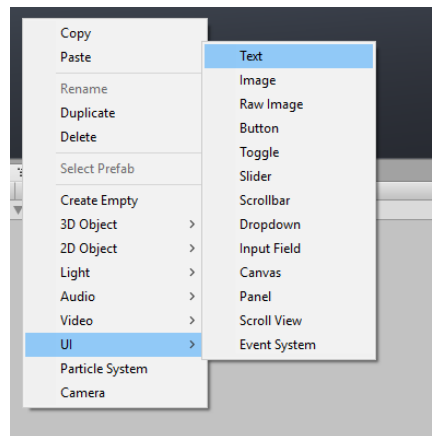 Copy
Paste
Rename
Duplicate
Delete
Select Prefab
Create Empty
3D Object
2D Object
Light
Audio
Video
UI
Particle System
Camera
Text
Image
Raw Image
Button
Toggle
Slider
Scrollbar
Dropdown
Input Field
Canvas
Panel
Scroll View
Event System